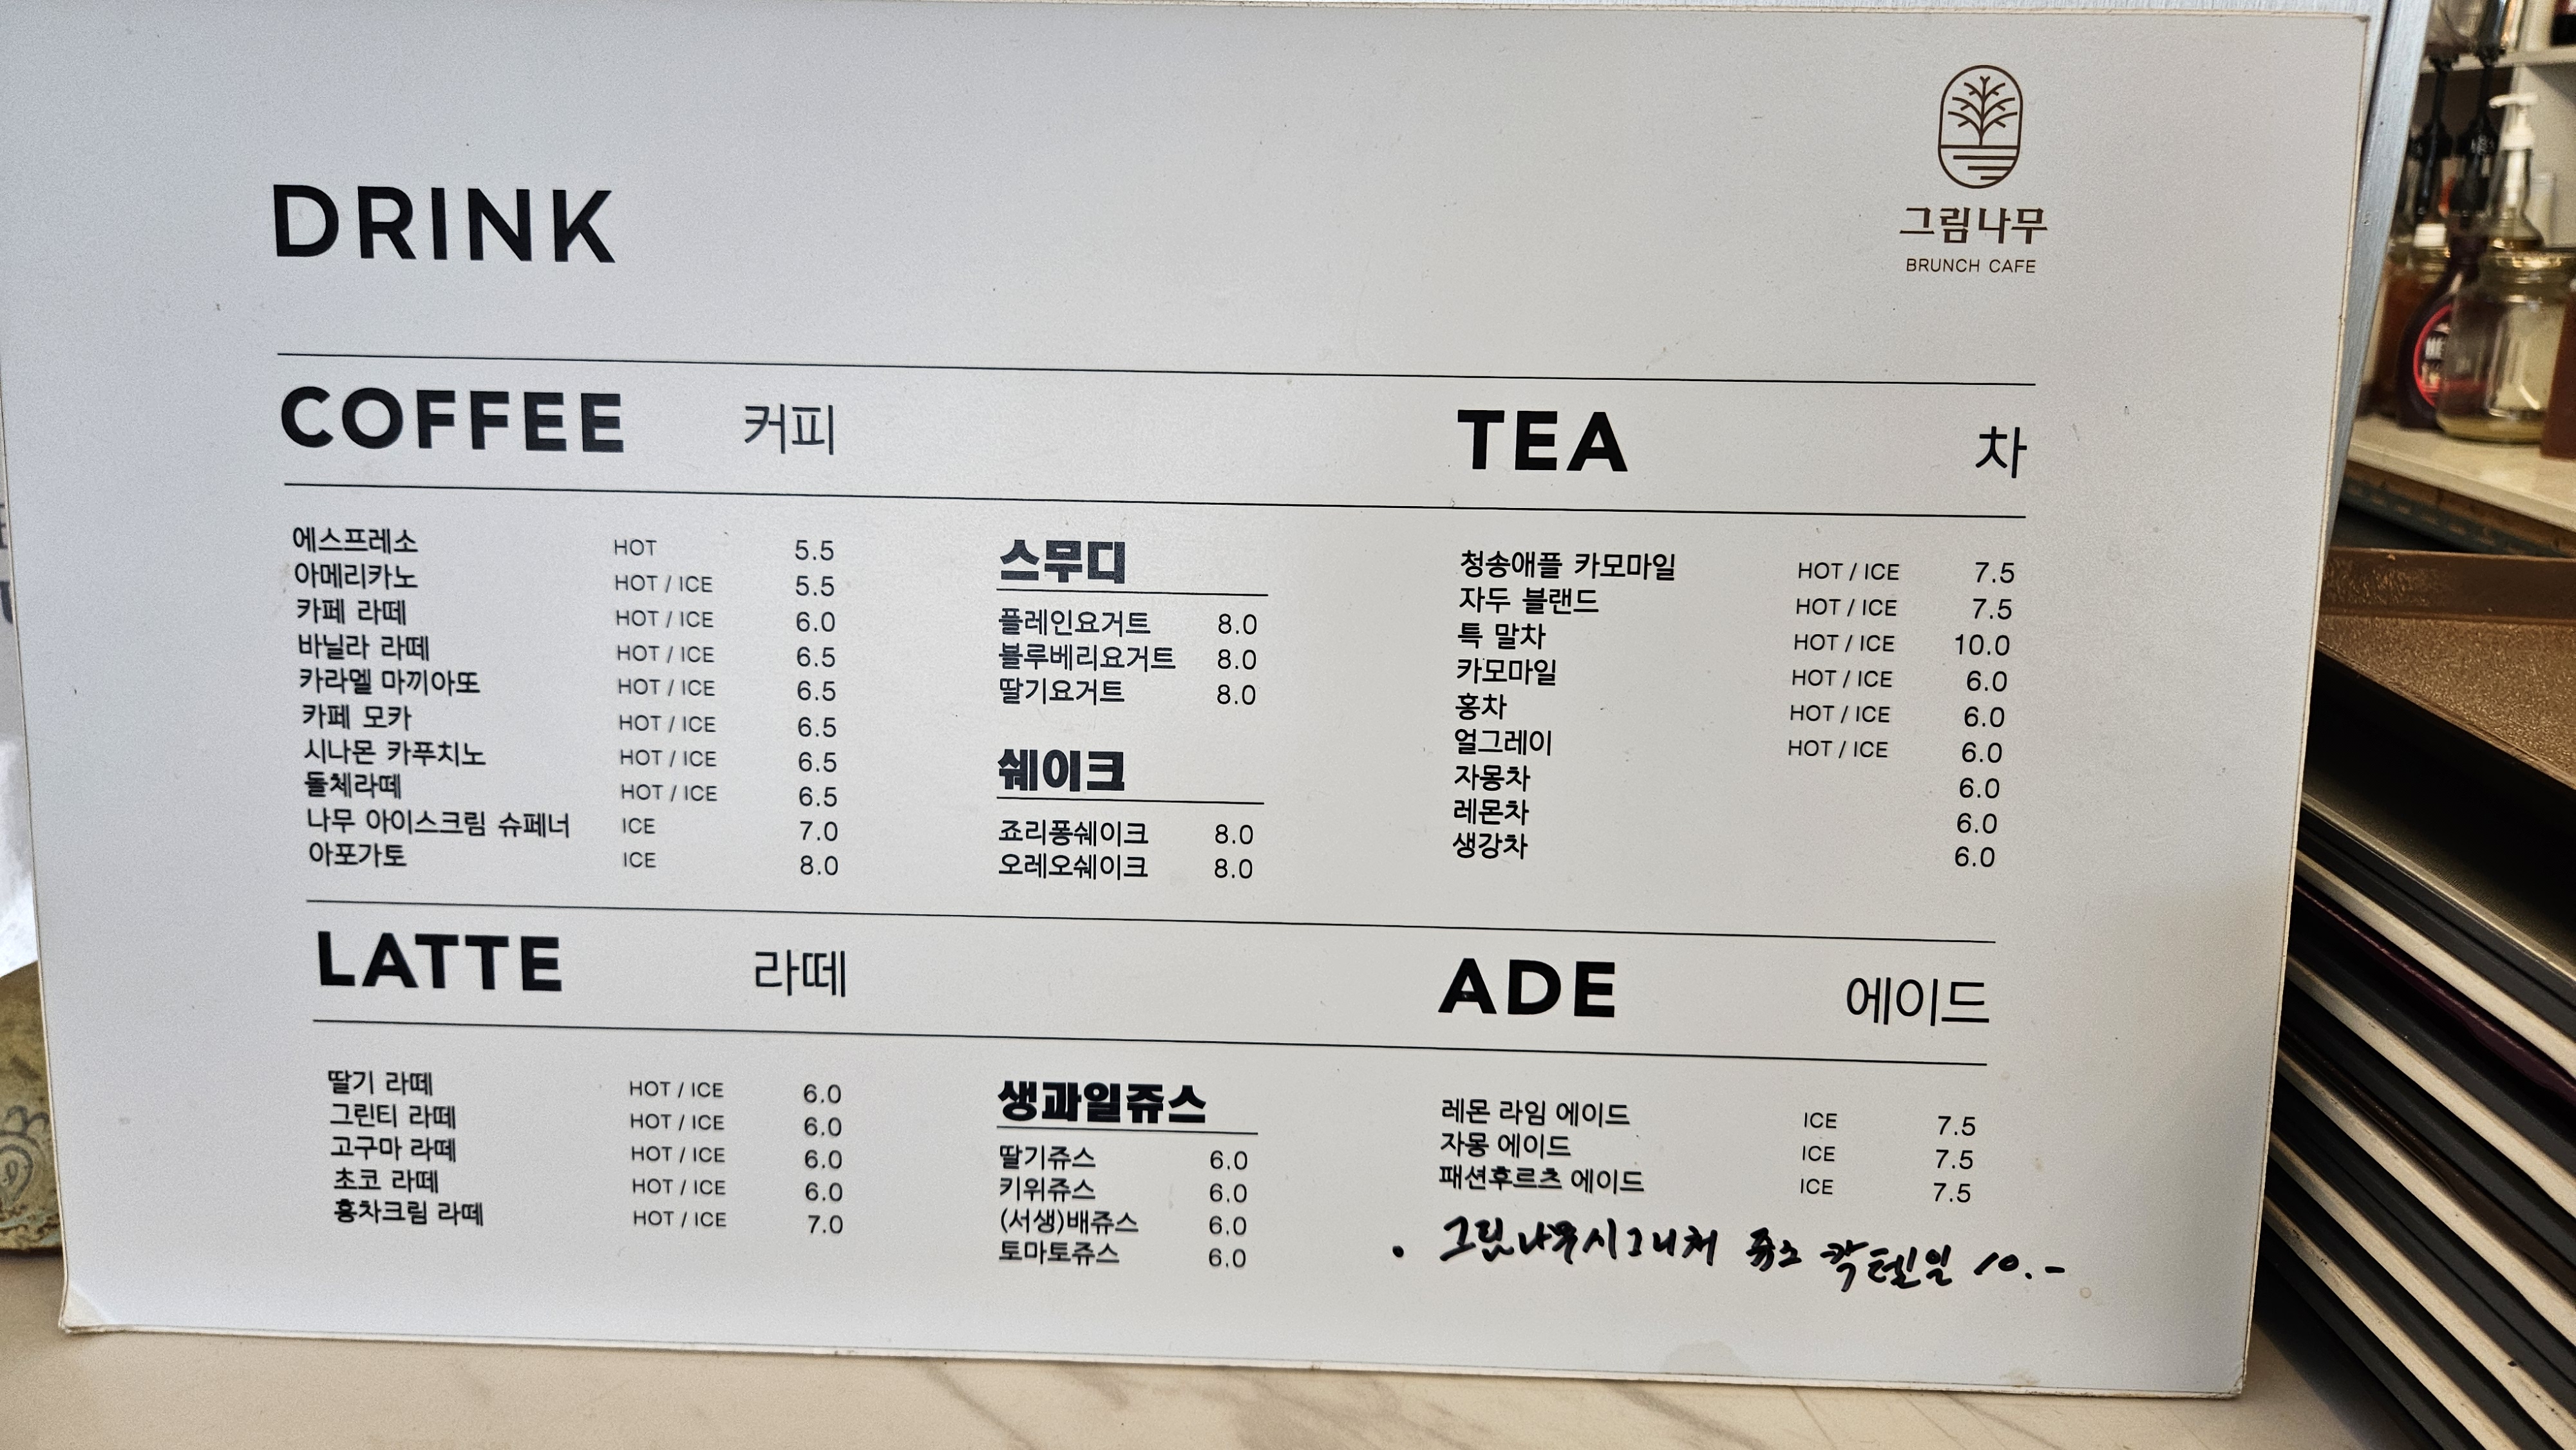 DRINK
그림나무
BRUNCH CAFE
COFFEE 커피
에스프레소 HOT 5.5
아메리카노 HOT / ICE 5.5
카페 라떼 HOT / ICE 6.0
바닐라 라떼 HOT / ICE 6.5
카라멜 마끼아또 HOT / ICE 6.5
카페 모카 HOT / ICE 6.5
시나몬 카푸치노 HOT / ICE 6.5
돌체라떼 HOT / ICE 6.5
나무 아이스크림 슈페너 ICE 7.0
아포가토 ICE 8.0
스무디
플레인요거트 8.0
블루베리요거트 8.0
딸기요거트 8.0
쉐이크
죠리퐁쉐이크 8.0
오레오쉐이크 8.0
TEA 차
청송애플 카모마일 HOT / ICE 7.5
자두 블랜드 HOT / ICE 7.5
특 말차 HOT / ICE 10.0
카모마일 HOT / ICE 6.0
홍차 HOT / ICE 6.0
얼그레이 HOT / ICE 6.0
자몽차 6.0
레몬차 6.0
생강차 6.0
LATTE 라떼
딸기 라떼 HOT / ICE 6.0
그린티 라떼 HOT / ICE 6.0
고구마 라떼 HOT / ICE 6.0
초코 라떼 HOT / ICE 6.0
홍차크림 라떼 HOT / ICE 7.0
생과일쥬스
딸기쥬스 6.0
키위쥬스 6.0
(서생)배쥬스 6.0
토마토쥬스 6.0
ADE 에이드
레몬 라임 에이드 ICE 7.5
자몽 에이드 ICE 7.5
패션후르츠 에이드 ICE 7.5
· 그림나무시그니처 쥬스 칵텔일 10.-